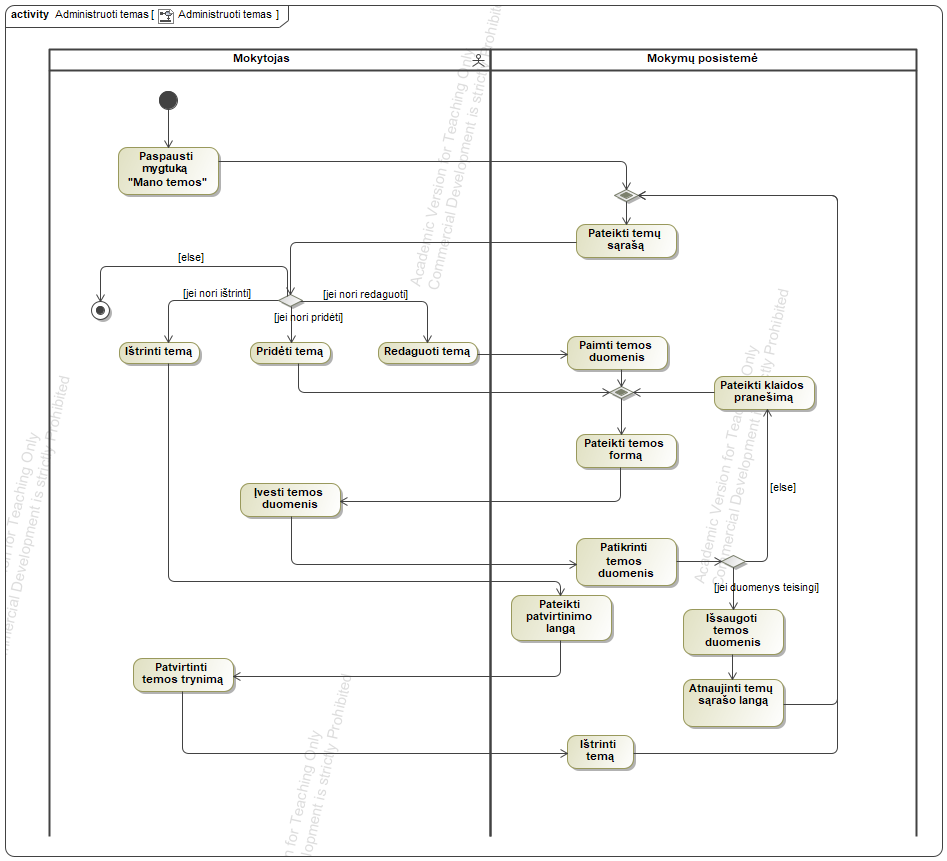 activity Administruoti temas [ Administruoti temas ]
Mokytojas
Mokymų posistemė
Paspausti
mygtuką
"Mano temos"
Pateikti temų
sąrašą
[else]
[jei nori ištrinti]
[jei nori redaguoti]
[jei nori pridėti]
Ištrinti temą
Pridėti temą
Redaguoti temą
Paimti temos
duomenis
Pateikti klaidos
pranešimą
Pateikti temos
formą
Įvesti temos
duomenis
[else]
Patikrinti
temos
duomenis
[jei duomenys teisingi]
Pateikti
patvirtinimo
langą
Išsaugoti
temos
duomenis
Patvirtinti
temos trynimą
Atnaujinti temų
sąrašo langą
Ištrinti
temą
Academic Version for Teaching Only
Commercial Development is strictly Prohibited